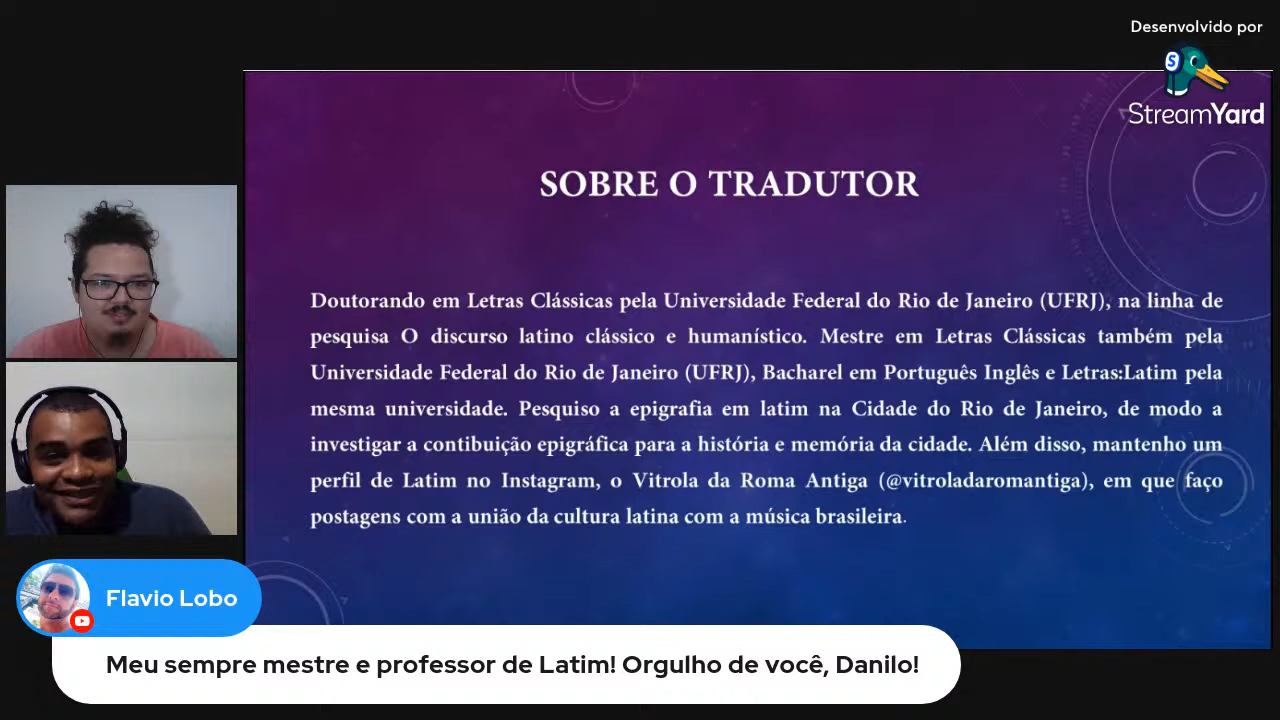 Desenvolvido por
StreamYard
SOBRE O TRADUTOR
Doutorando em Letras Clássicas pela Universidade Federal do Rio de Janeiro (UFRJ), na linha de
pesquisa O discurso latino clássico e humanístico. Mestre em Letras Clássicas também pela
Universidade Federal do Rio de Janeiro (UFRJ), Bacharel em Português Inglês e Letras:Latim pela
mesma universidade. Pesquiso a epigrafia em latim na Cidade do Rio de Janeiro, de modo a
investigar a contibuição epigráfica para a história e memória da cidade. Além disso, mantenho um
perfil de Latim no Instagram, o Vitrola da Roma Antiga (@vitroladaromantiga), em que faço
postagens com a união da cultura latina com a música brasileira.
Flavio Lobo
Meu sempre mestre e professor de Latim! Orgulho de você, Danilo!